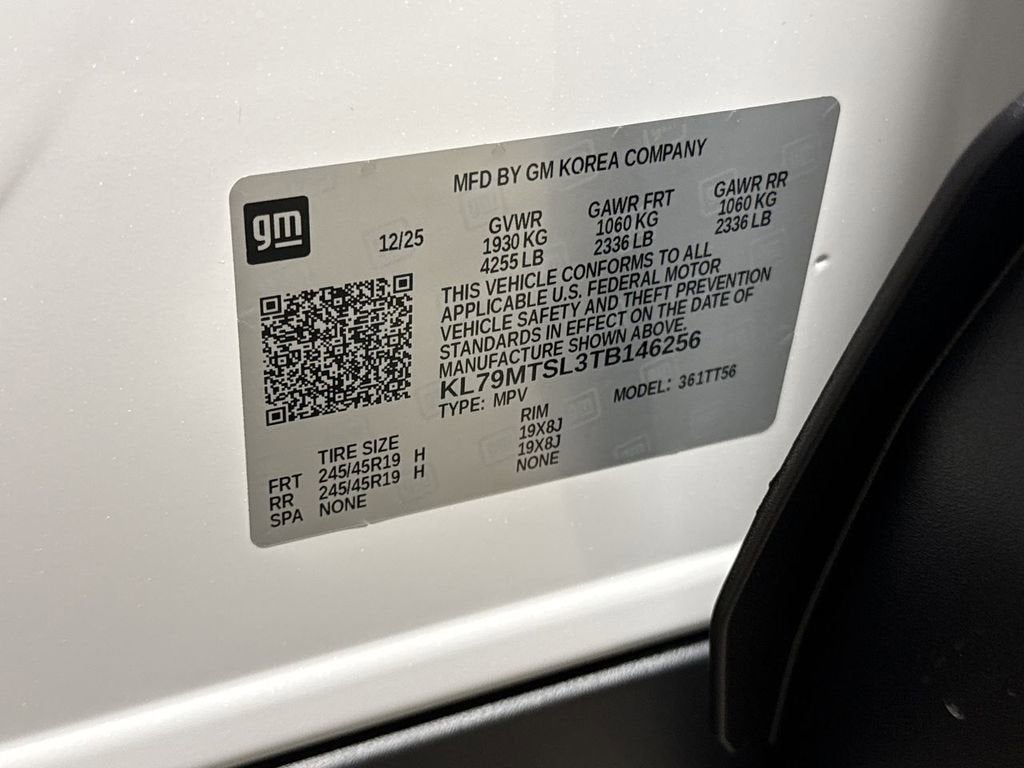 MFD BY GM KOREA COMPANY
gm
12/25
GVWR GAWR FRT GAWR RR
1930 KG 1060 KG 1060 KG
4255 LB 2336 LB 2336 LB
THIS VEHICLE CONFORMS TO ALL
APPLICABLE U.S. FEDERAL MOTOR
VEHICLE SAFETY AND THEFT PREVENTION
STANDARDS IN EFFECT ON THE DATE OF
MANUFACTURE SHOWN ABOVE.
KL79MTSL3TB146256
TYPE: MPV MODEL: 361TT56
TIRE SIZE RIM
FRT 245/45R19 H 19X8J
RR 245/45R19 H 19X8J
SPA NONE NONE